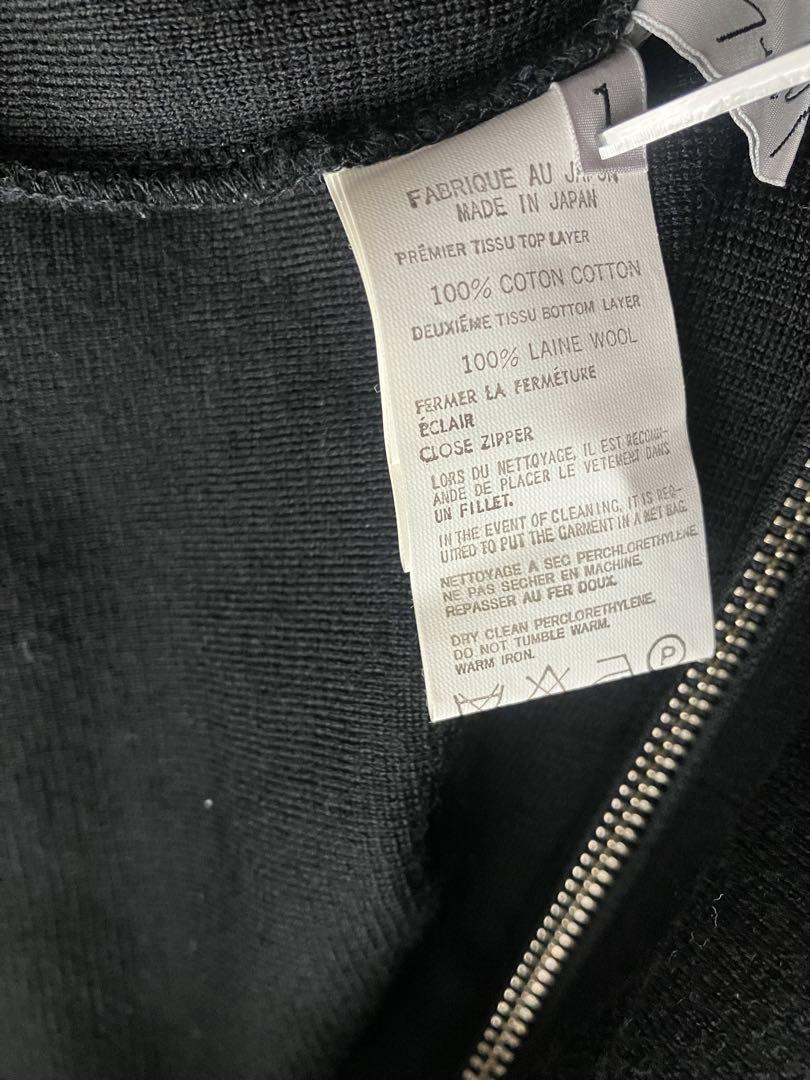 1
FABRIQUE AU JAPON
MADE IN JAPAN
PRÊMIER TISSU TOP LAYER
100% COTON COTTON
DEUXIÉME TISSU BOTTOM LAYER
100% LAINE WOOL
FERMER LA FERMÉTURE
ÉCLAIR
CLOSE ZIPPER
LORS DU NETTOYAGE, IL EST RECOMM-
ANDE DE PLACER LE VETEMENT DANS
UN FILLET.
IN THE EVENT OF CLEANING, IT IS REQ-
UIRED TO PUT THE GARMENT IN A NET BAG.
NETTOYAGE A SEC PERCHLORETHYLENE
NE PAS SECHER EN MACHINE
REPASSER AU FER DOUX.
DRY CLEAN PERCLORETHYLENE.
DO NOT TUMBLE WARM.
WARM IRON.
P